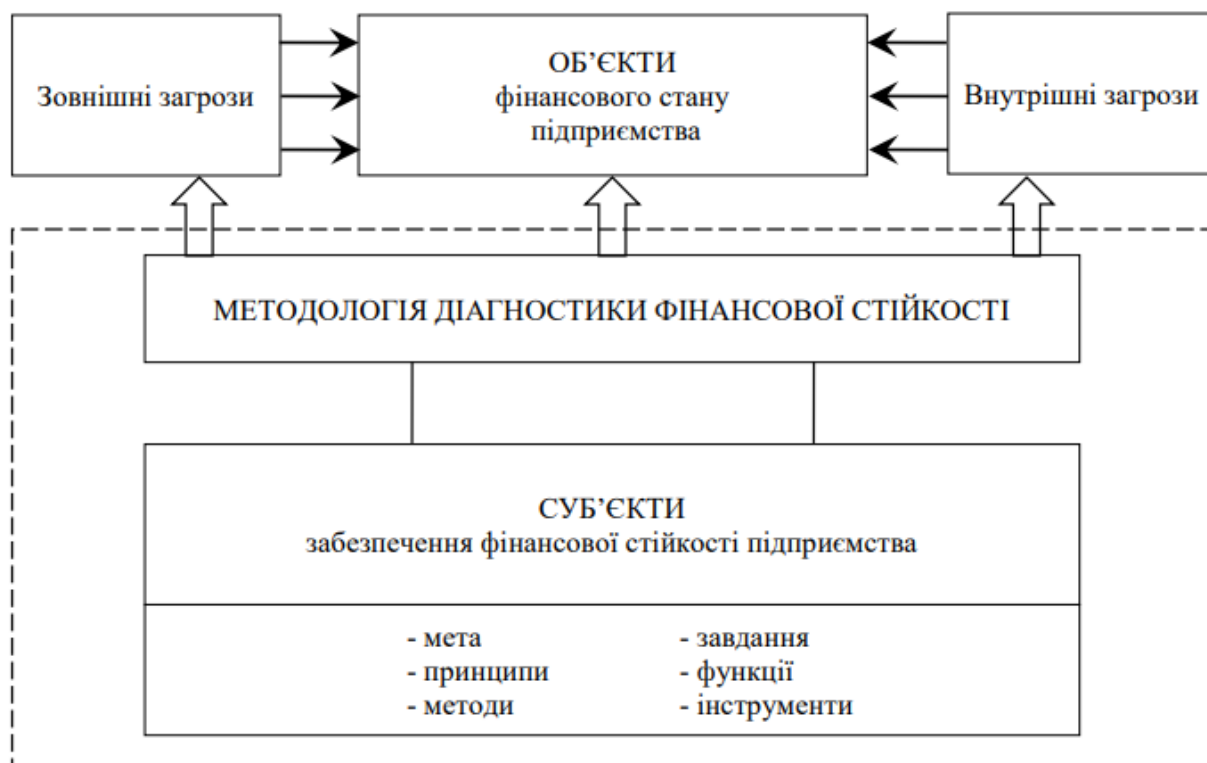 Зовнішні загрози
ОБ’ЄКТИ
фінансового стану
підприємства
Внутрішні загрози
МЕТОДОЛОГІЯ ДІАГНОСТИКИ ФІНАНСОВОЇ СТІЙКОСТІ
СУБ’ЄКТИ
забезпечення фінансової стійкості підприємства
- мета
- принципи
- методи
- завдання
- функції
- інструменти